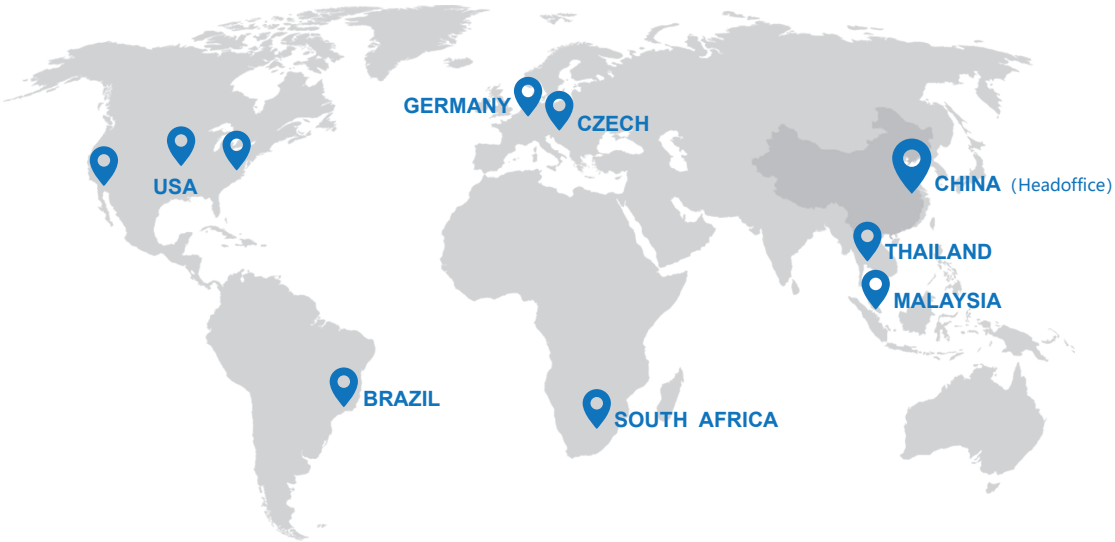 GERMANY
CZECH
USA
CHINA (Headoffice)
THAILAND
MALAYSIA
BRAZIL
SOUTH AFRICA